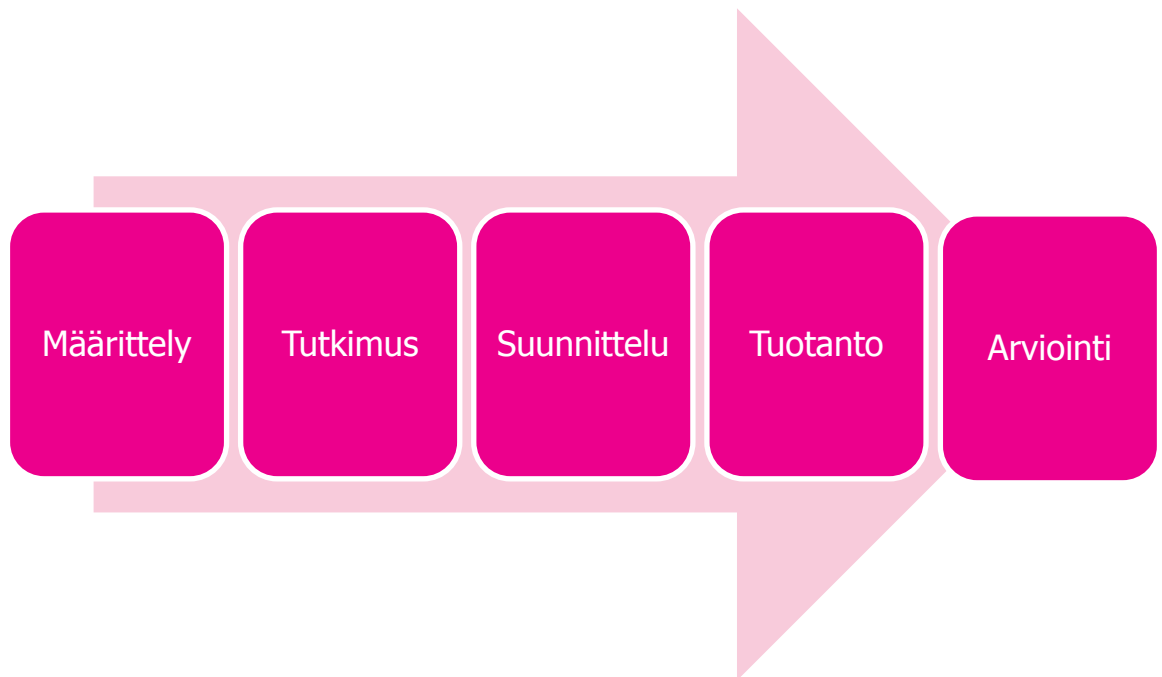 Määrittely
Tutkimus
Suunnittelu
Tuotanto
Arviointi